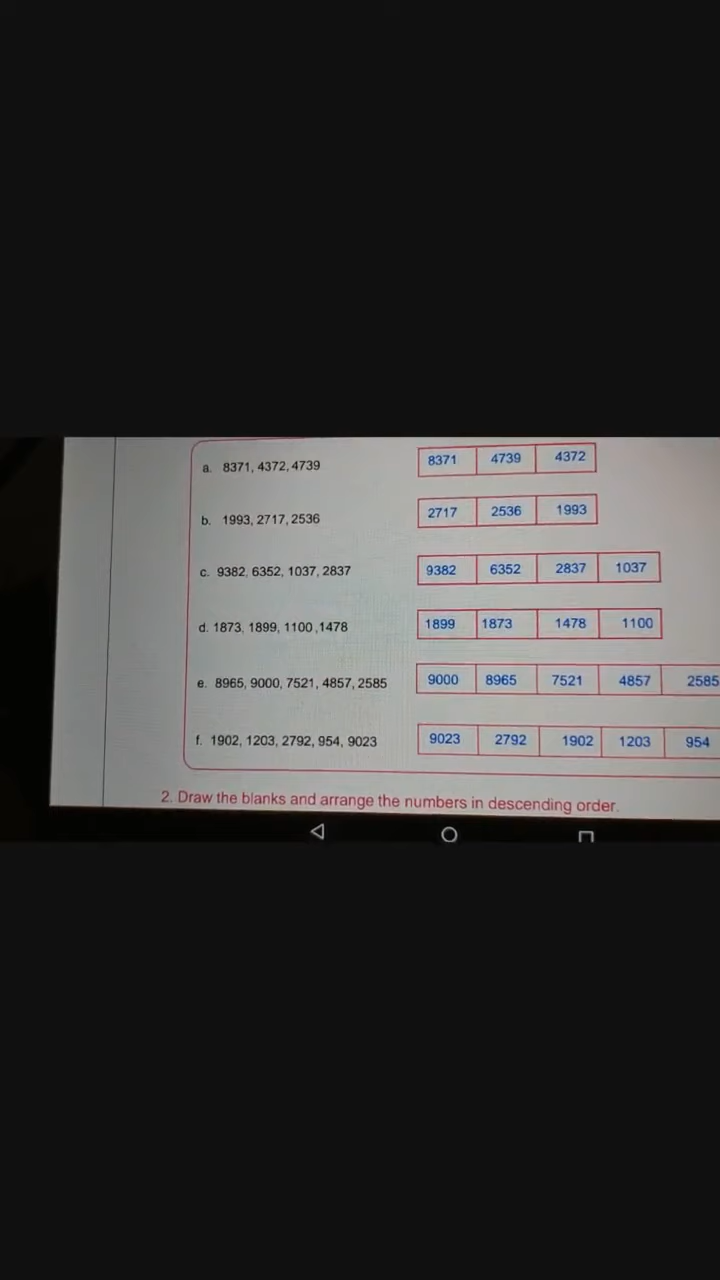 a. 8371, 4372, 4739 8371 4739 4372
b. 1993, 2717, 2536 2717 2536 1993
c. 9382, 6352, 1037, 2837 9382 6352 2837 1037
d. 1873, 1899, 1100 ,1478 1899 1873 1478 1100
e. 8965, 9000, 7521, 4857, 2585 9000 8965 7521 4857 2585
f. 1902, 1203, 2792, 954, 9023 9023 2792 1902 1203 954
2. Draw the blanks and arrange the numbers in descending order.